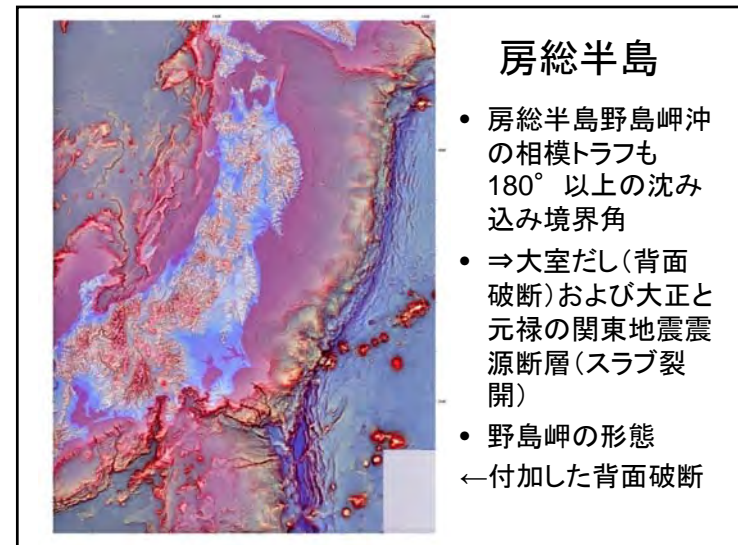 房総半島
• 房総半島野島岬沖
の相模トラフも
180° 以上の沈み
込み境界角
• ⇒大室だし(背面
破断)および大正と
元禄の関東地震震
源断層(スラブ裂
開)
• 野島岬の形態
←付加した背面破断